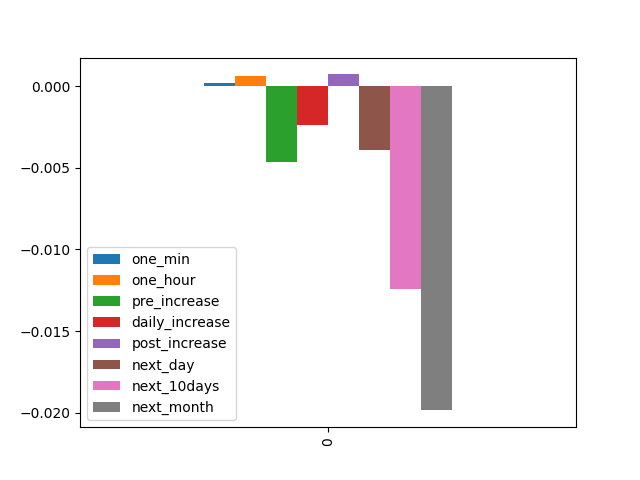 0.000
−0.005
−0.010
−0.015
−0.020
one_min
one_hour
pre_increase
daily_increase
post_increase
next_day
next_10days
next_month
0